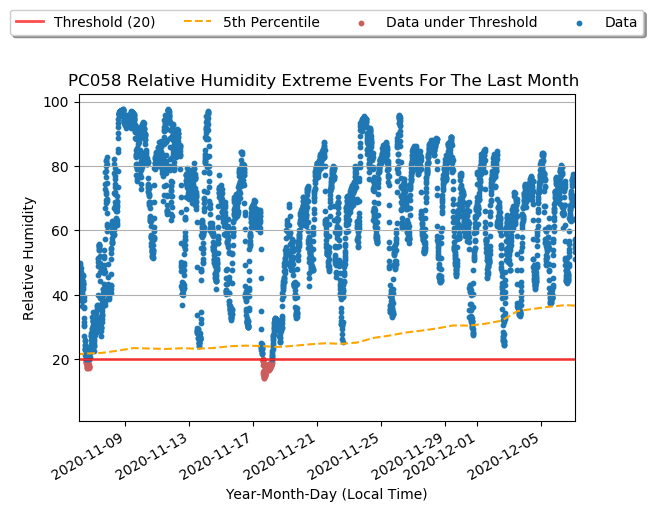 Threshold (20) 5th Percentile Data under Threshold Data
PC058 Relative Humidity Extreme Events For The Last Month
100
80
60
40
20
Relative Humidity
2020-11-09 2020-11-13 2020-11-17 2020-11-21 2020-11-25 2020-11-29 2020-12-01 2020-12-05
Year-Month-Day (Local Time)